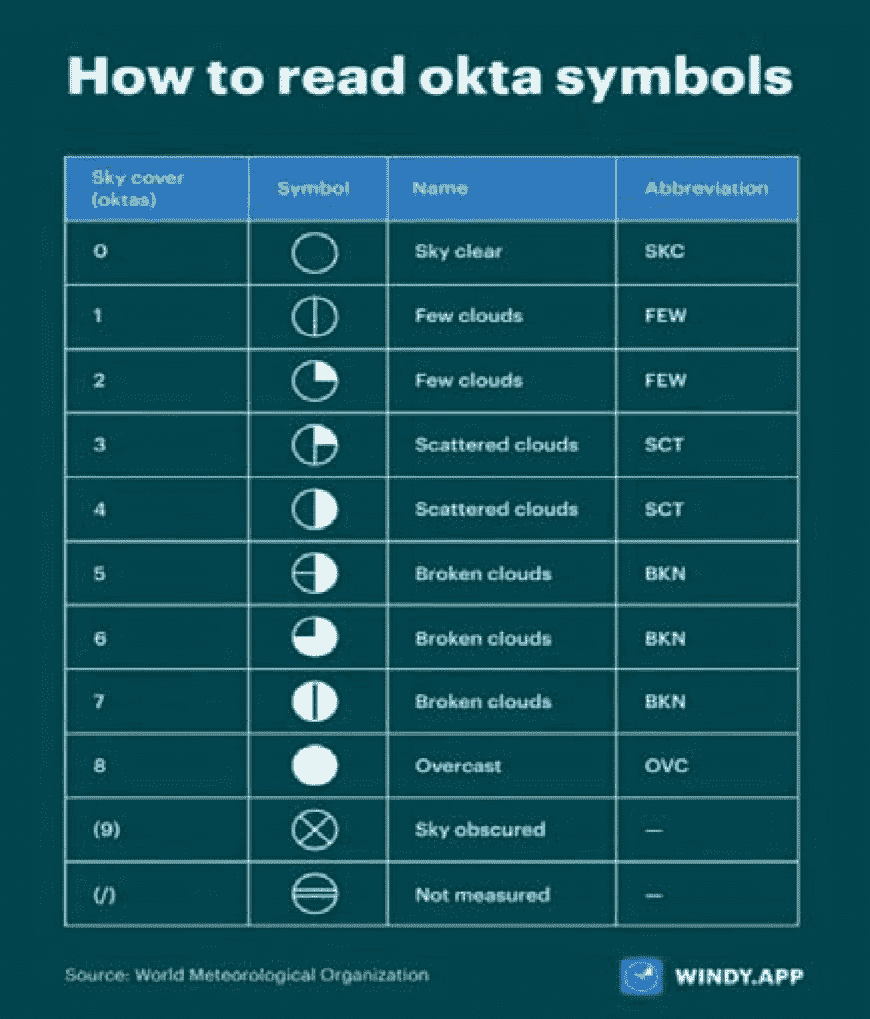 How to read okta symbols
Sky cover
(oktas)
Symbol
Name
Abbreviation
0 Sky clear SKC
1 Few clouds FEW
2 Few clouds FEW
3 Scattered clouds SCT
4 Scattered clouds SCT
5 Broken clouds BKN
6 Broken clouds BKN
7 Broken clouds BKN
8 Overcast OVC
(9) Sky obscured —
(/) Not measured —
Source: World Meteorological Organization
WINDY.APP